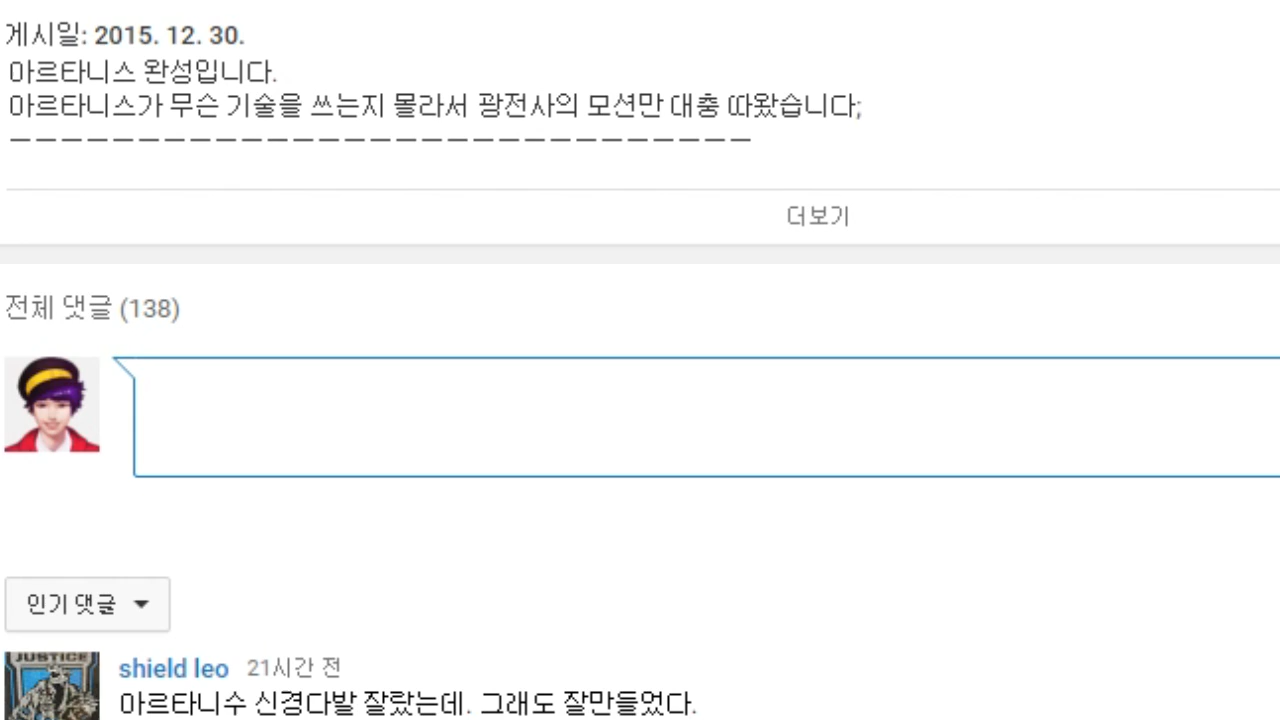 게시일: 2015. 12. 30.
아르타니스 완성입니다.
아르타니스가 무슨 기술을 쓰는지 몰라서 광전사의 모션만 대충 따왔습니다;
ㅡㅡㅡㅡㅡㅡㅡㅡㅡㅡㅡㅡㅡㅡㅡㅡㅡㅡㅡㅡㅡㅡㅡㅡㅡㅡㅡㅡㅡ
더보기
전체 댓글 (138)
인기 댓글
JUSTICE
shield leo 21시간 전
아르타니수 신경다발 잘랐는데. 그래도 잘만들었다.